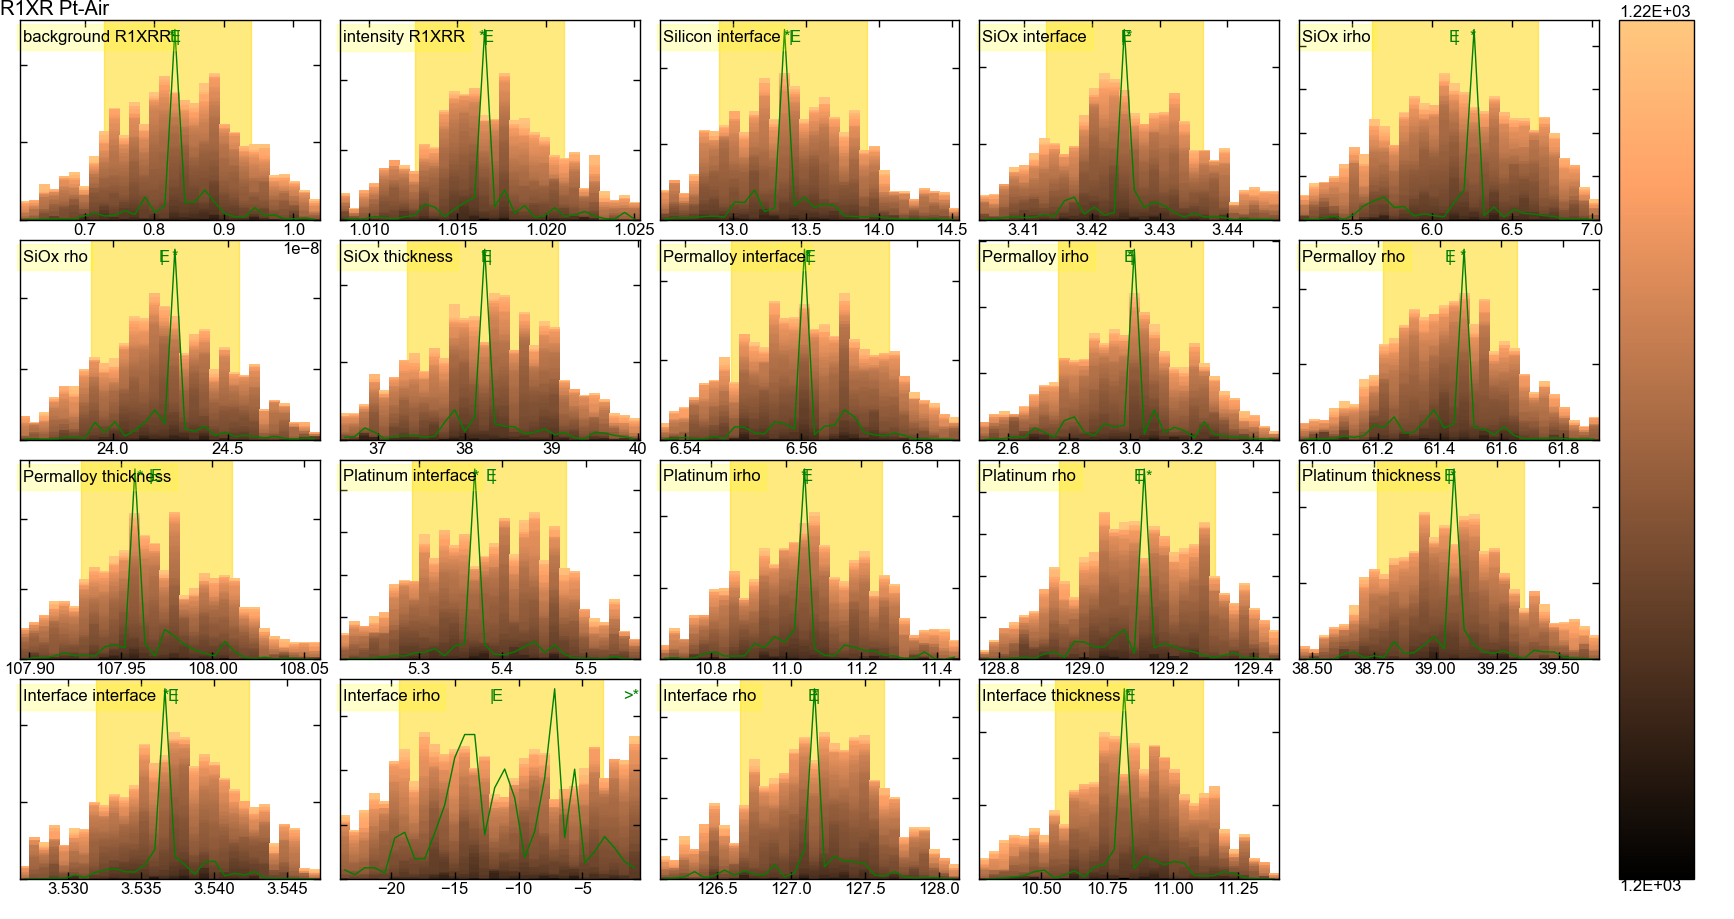 R1XR Pt-Air
1.22E+03
background R1XRR
*
E
intensity R1XRR
*
E
Silicon interface
*
E
SiOx interface
E
*
SiOx irho
E
*
0.7 0.8 0.9 1.0
1.010 1.015 1.020 1.025
13.0 13.5 14.0 14.5
3.41 3.42 3.43 3.44
5.5 6.0 6.5 7.0
SiOx rho
E
*
1e−8
SiOx thickness
E
Permalloy interface
E
Permalloy irho
E
Permalloy rho
E
*
24.0 24.5
37 38 39 40
6.54 6.56 6.58
2.6 2.8 3.0 3.2 3.4
61.0 61.2 61.4 61.6 61.8
Permalloy thickness
*
E
Platinum interface
*
E
Platinum irho
E
Platinum rho
E
*
Platinum thickness
E
107.90 107.95 108.00 108.05
5.3 5.4 5.5
10.8 11.0 11.2 11.4
128.8 129.0 129.2 129.4
38.50 38.75 39.00 39.25 39.50
Interface interface
*
E
Interface irho
E
>*
Interface rho
E
Interface thickness
E
3.530 3.535 3.540 3.545
−20 −15 −10 −5
126.5 127.0 127.5 128.0
10.50 10.75 11.00 11.25
1.2E+03